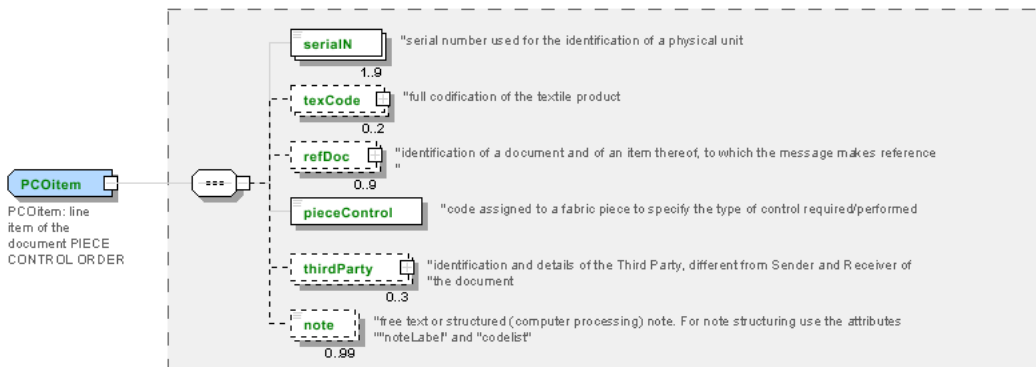 serialN
"serial number used for the identification of a physical unit
1..9
texCode
"full codification of the textile product
0..2
refDoc
"identification of a document and of an item thereof, to which the message makes reference
"
0..9
PCOitem
PCOitem: line
item of the
document PIECE
CONTROL ORDER
pieceControl
"code assigned to a fabric piece to specify the type of control required/performed
thirdParty
"identification and details of the Third Party, different from Sender and Receiver of
"the document
0..3
note
"free text or structured (computer processing) note. For note structuring use the attributes
""noteLabel" and "codelist"
0..99